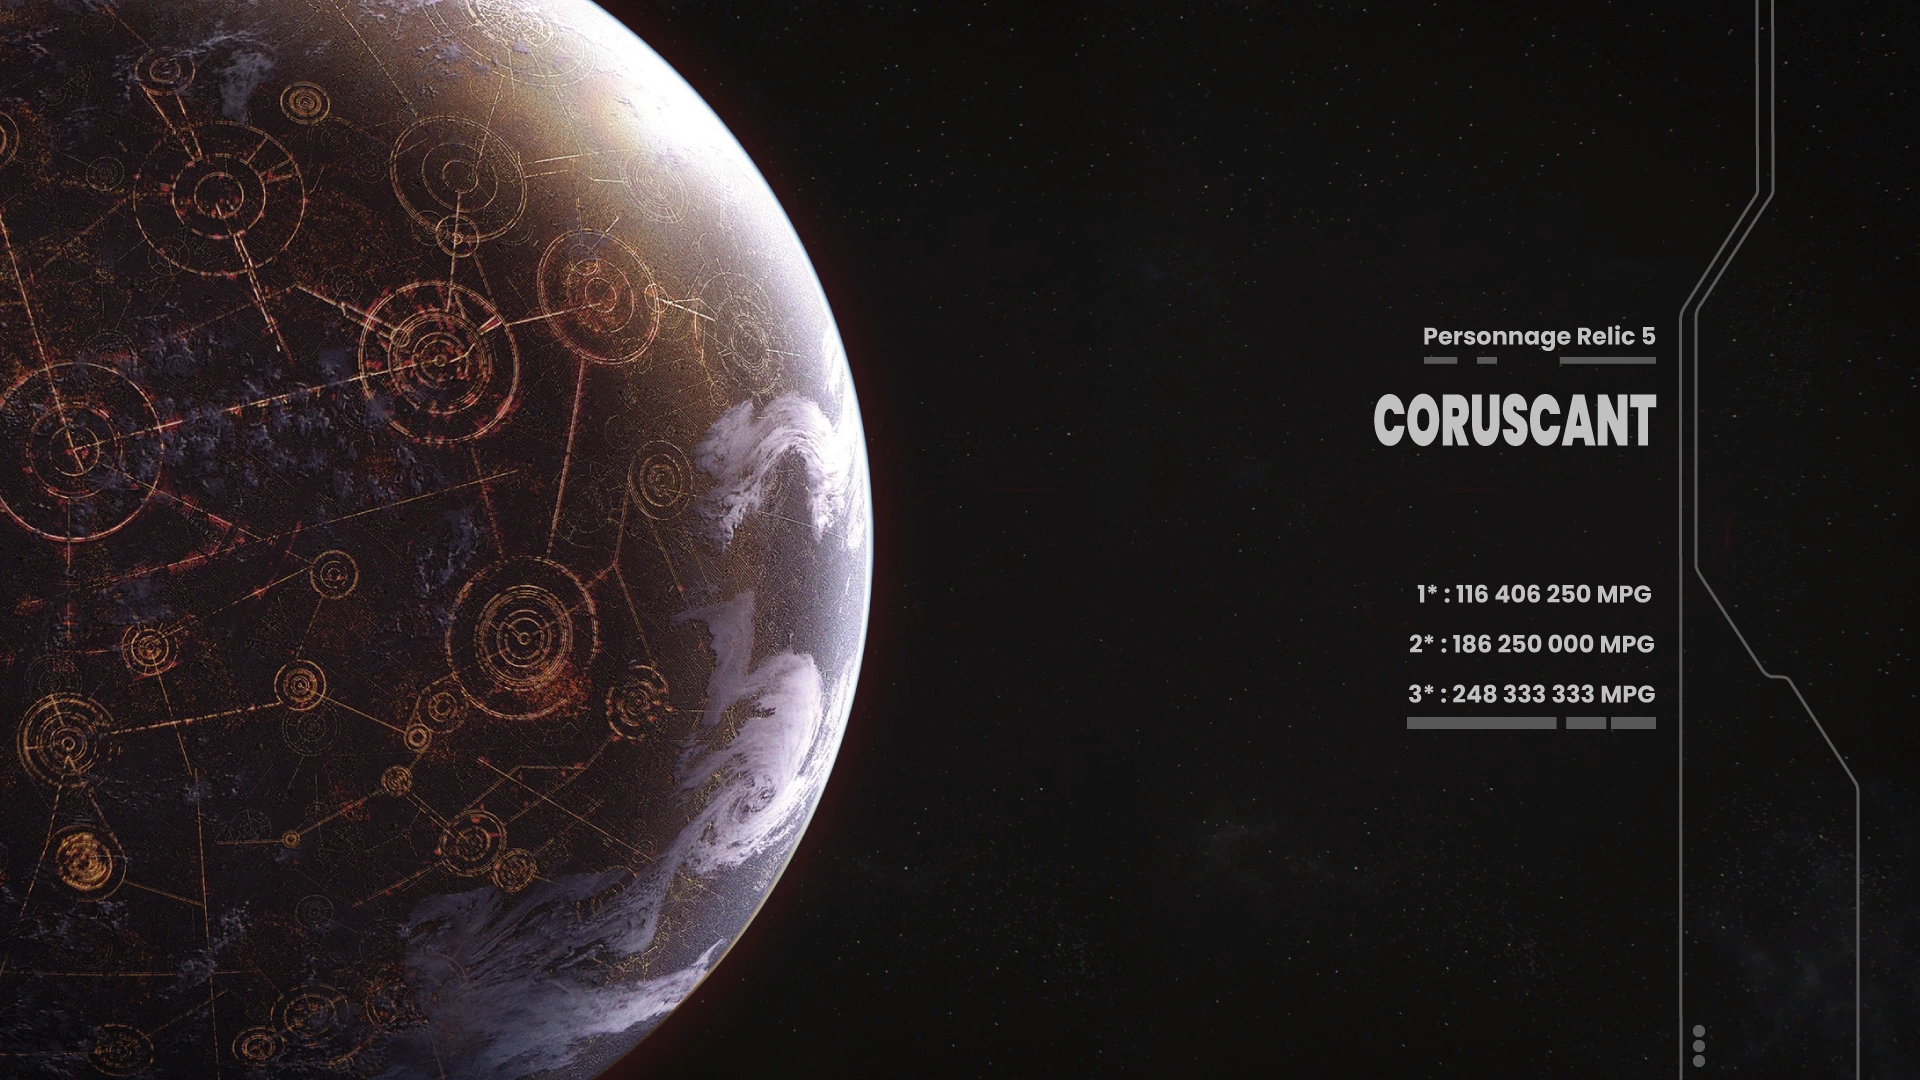 Personnage Relic 5
CORUSCANT
1* : 116 406 250 MPG
2* : 186 250 000 MPG
3* : 248 333 333 MPG